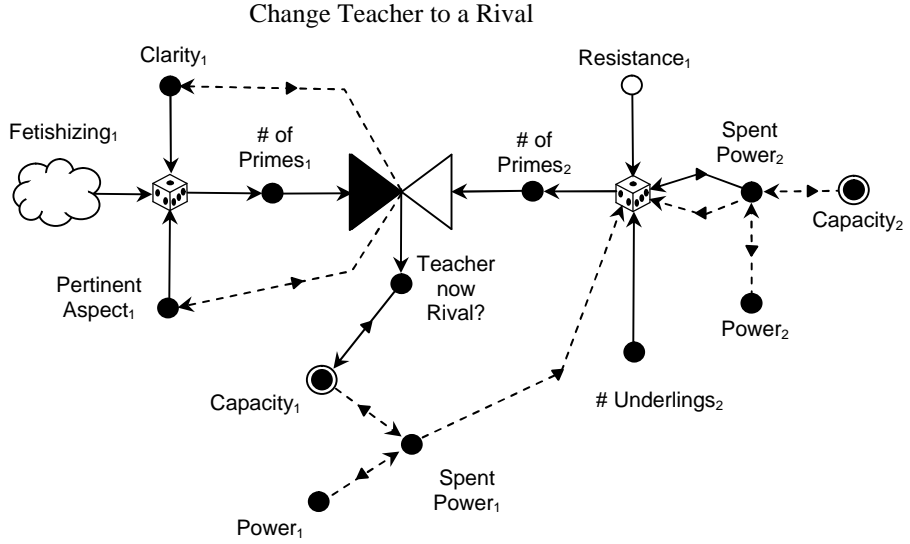 Change Teacher to a Rival
Clarity₁
Resistance₁
Fetishizing₁
# of
Primes₁
# of
Primes₂
Spent
Power₂
Capacity₂
Pertinent
Aspect₁
Teacher
now
Rival?
Power₂
Capacity₁
# Underlings₂
Spent
Power₁
Power₁